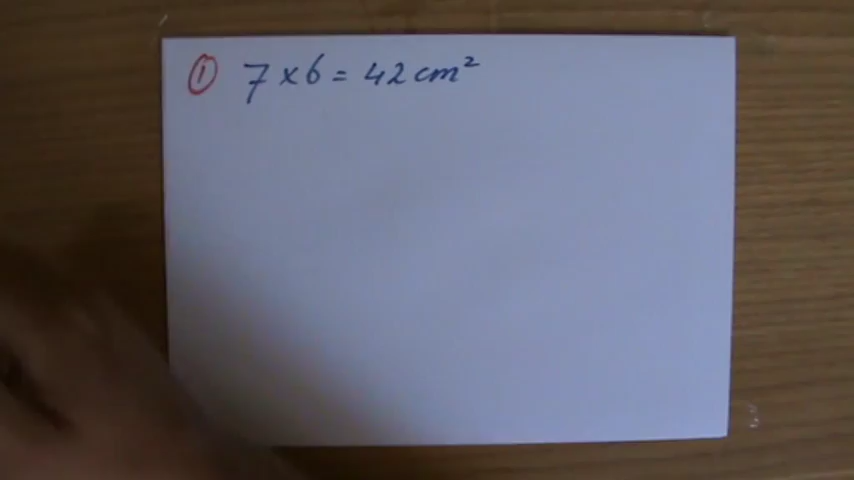 ① 7 × 6 = 42 cm²